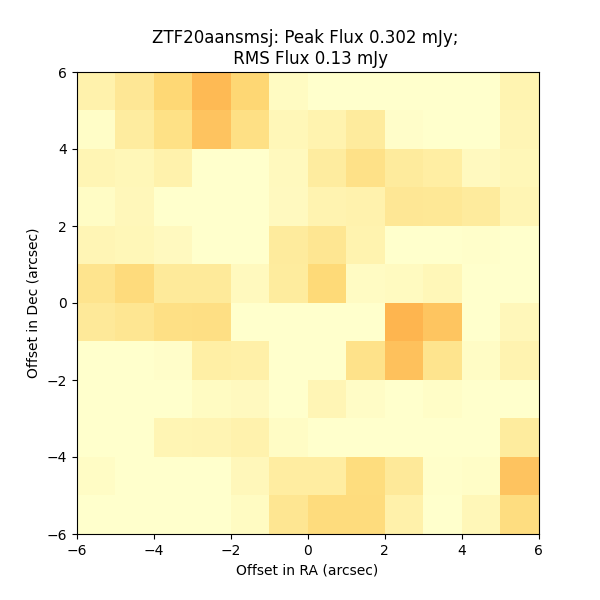 ZTF20aansmsj: Peak Flux 0.302 mJy;
RMS Flux 0.13 mJy
6
4
2
0
−2
−4
−6
Offset in Dec (arcsec)
−6 −4 −2 0 2 4 6
Offset in RA (arcsec)